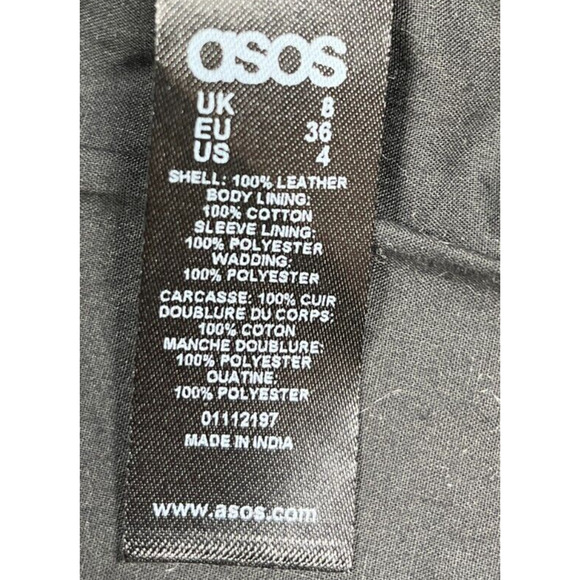 asos
UK 8
EU 36
US 4
SHELL: 100% LEATHER
BODY LINING:
100% COTTON
SLEEVE LINING:
100% POLYESTER
WADDING:
100% POLYESTER
CARCASSE: 100% CUIR
DOUBLURE DU CORPS:
100% COTON
MANCHE DOUBLURE:
100% POLYESTER
OUATINE:
100% POLYESTER
01112197
MADE IN INDIA
www.asos.com